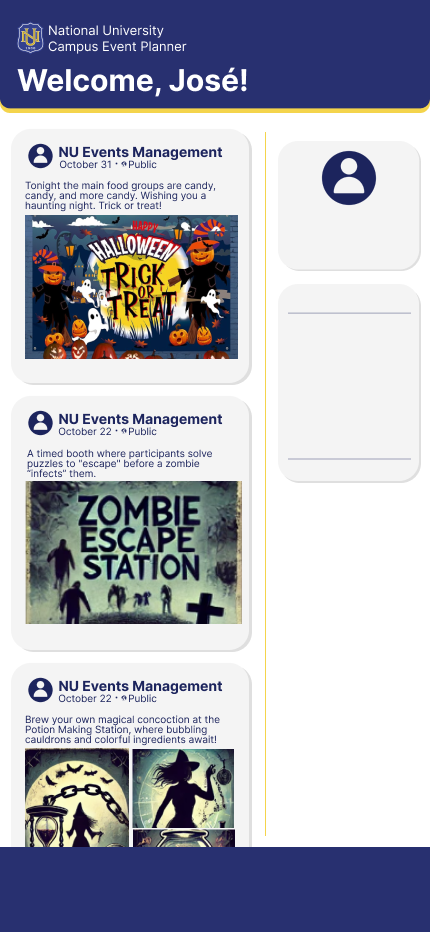 National University
Campus Event Planner
Welcome, José!
NU Events Management
October 31 · Public
Tonight the main food groups are candy,
candy, and more candy. Wishing you a
haunting night. Trick or treat!
HAPPY
HALLOWEEN
TRICK
OR
TREAT
NU Events Management
October 22 · Public
A timed booth where participants solve
puzzles to "escape" before a zombie
"infects" them.
ZOMBIE
ESCAPE
STATION
NU Events Management
October 22 · Public
Brew your own magical concoction at the
Potion Making Station, where bubbling
cauldrons and colorful ingredients await!